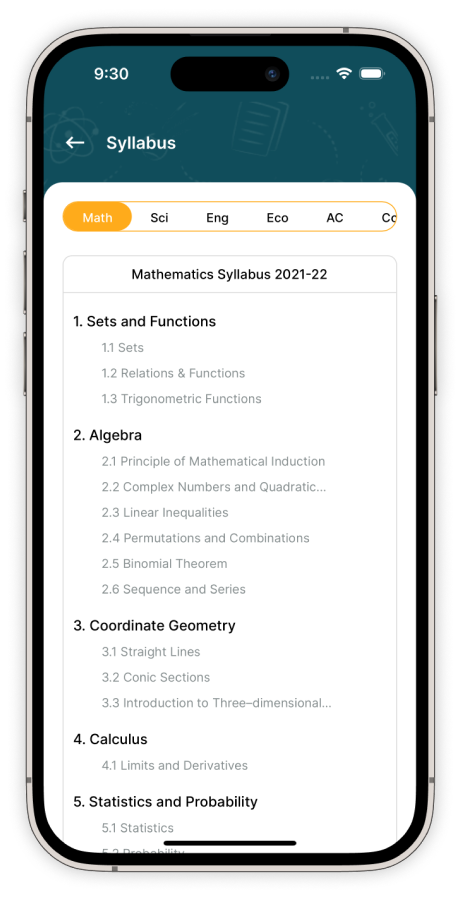 9:30
Syllabus
Math Sci Eng Eco AC Co
Mathematics Syllabus 2021-22
1. Sets and Functions
1.1 Sets
1.2 Relations & Functions
1.3 Trigonometric Functions
2. Algebra
2.1 Principle of Mathematical Induction
2.2 Complex Numbers and Quadratic...
2.3 Linear Inequalities
2.4 Permutations and Combinations
2.5 Binomial Theorem
2.6 Sequence and Series
3. Coordinate Geometry
3.1 Straight Lines
3.2 Conic Sections
3.3 Introduction to Three–dimensional...
4. Calculus
4.1 Limits and Derivatives
5. Statistics and Probability
5.1 Statistics
5.2 Probability